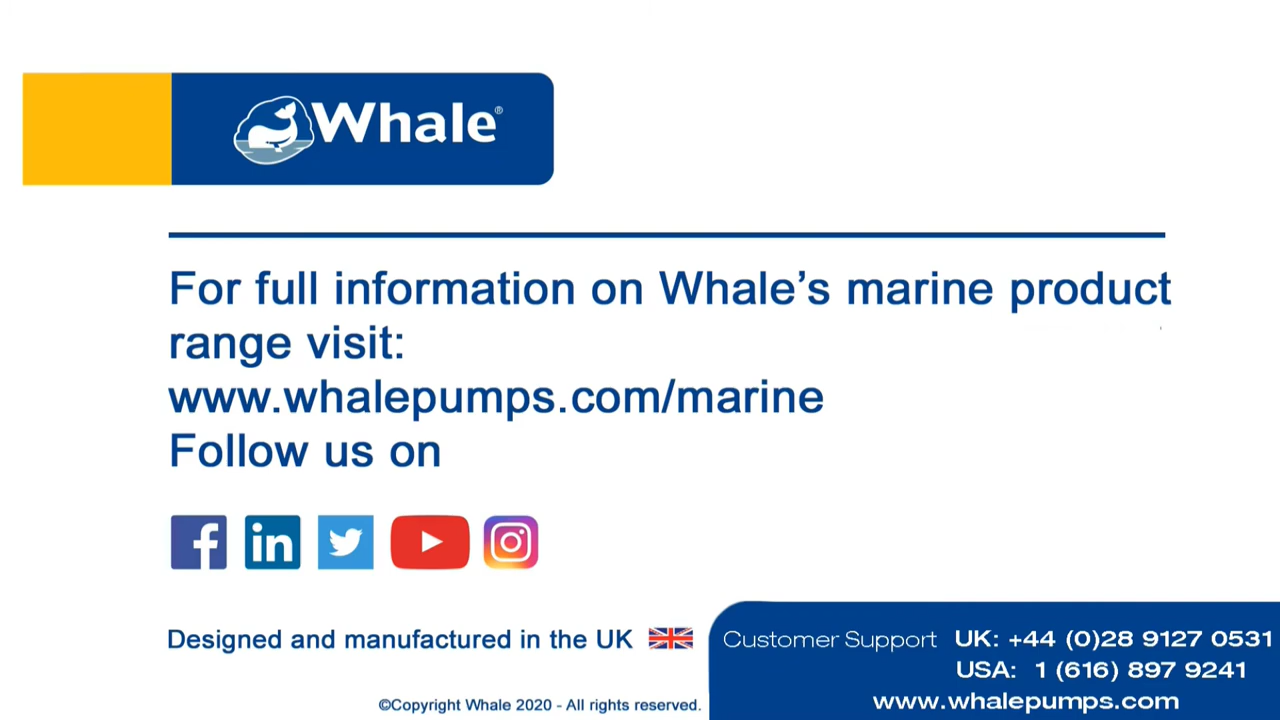 Whale®
For full information on Whale’s marine product
range visit:
www.whalepumps.com/marine
Follow us on
in
Designed and manufactured in the UK
Customer Support UK: +44 (0)28 9127 0531
USA: 1 (616) 897 9241
www.whalepumps.com
©Copyright Whale 2020 - All rights reserved.